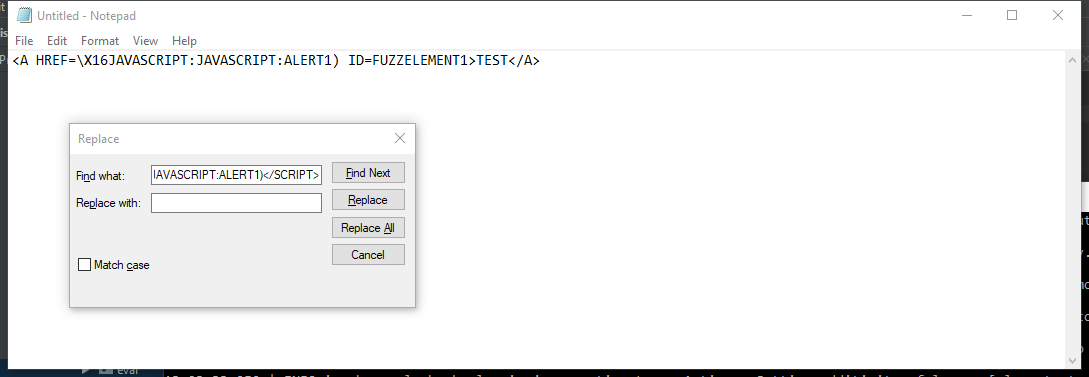 Untitled - Notepad
File Edit Format View Help
<A HREF=\X16JAVASCRIPT:JAVASCRIPT:ALERT1) ID=FUZZELEMENT1>TEST</A>
Replace
Find what: JAVASCRIPT:ALERT1)</SCRIPT> Find Next
Replace with: Replace
Replace All
Match case
Cancel
eval